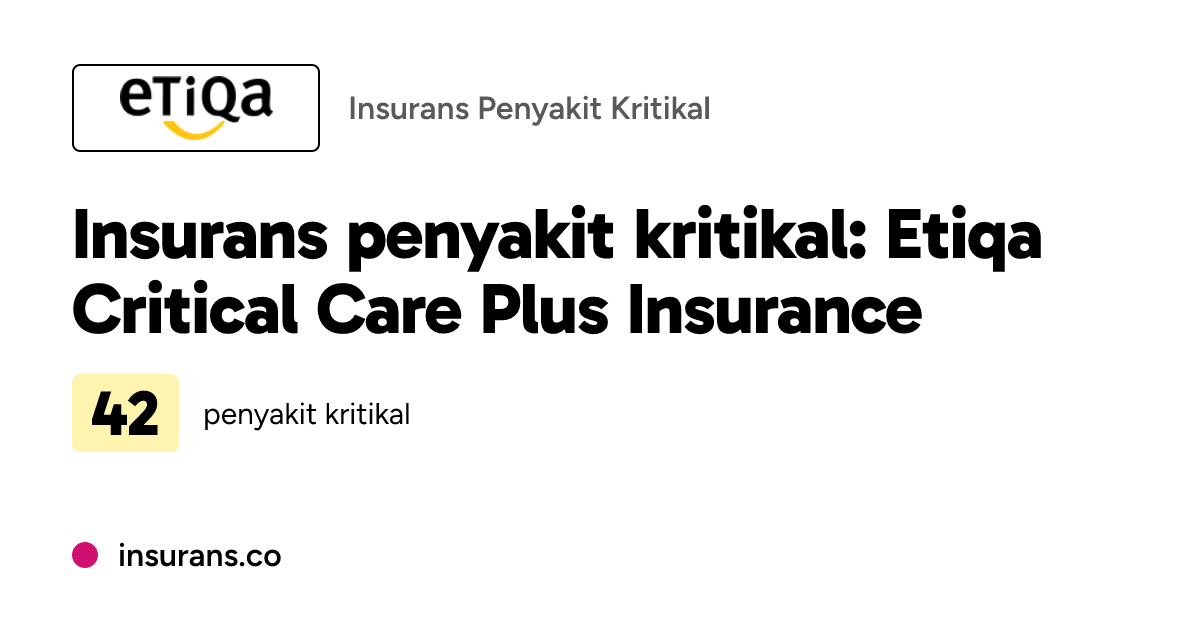 eTiQa
Insurans Penyakit Kritikal
Insurans penyakit kritikal: Etiqa
Critical Care Plus Insurance
42
penyakit kritikal
insurans.co